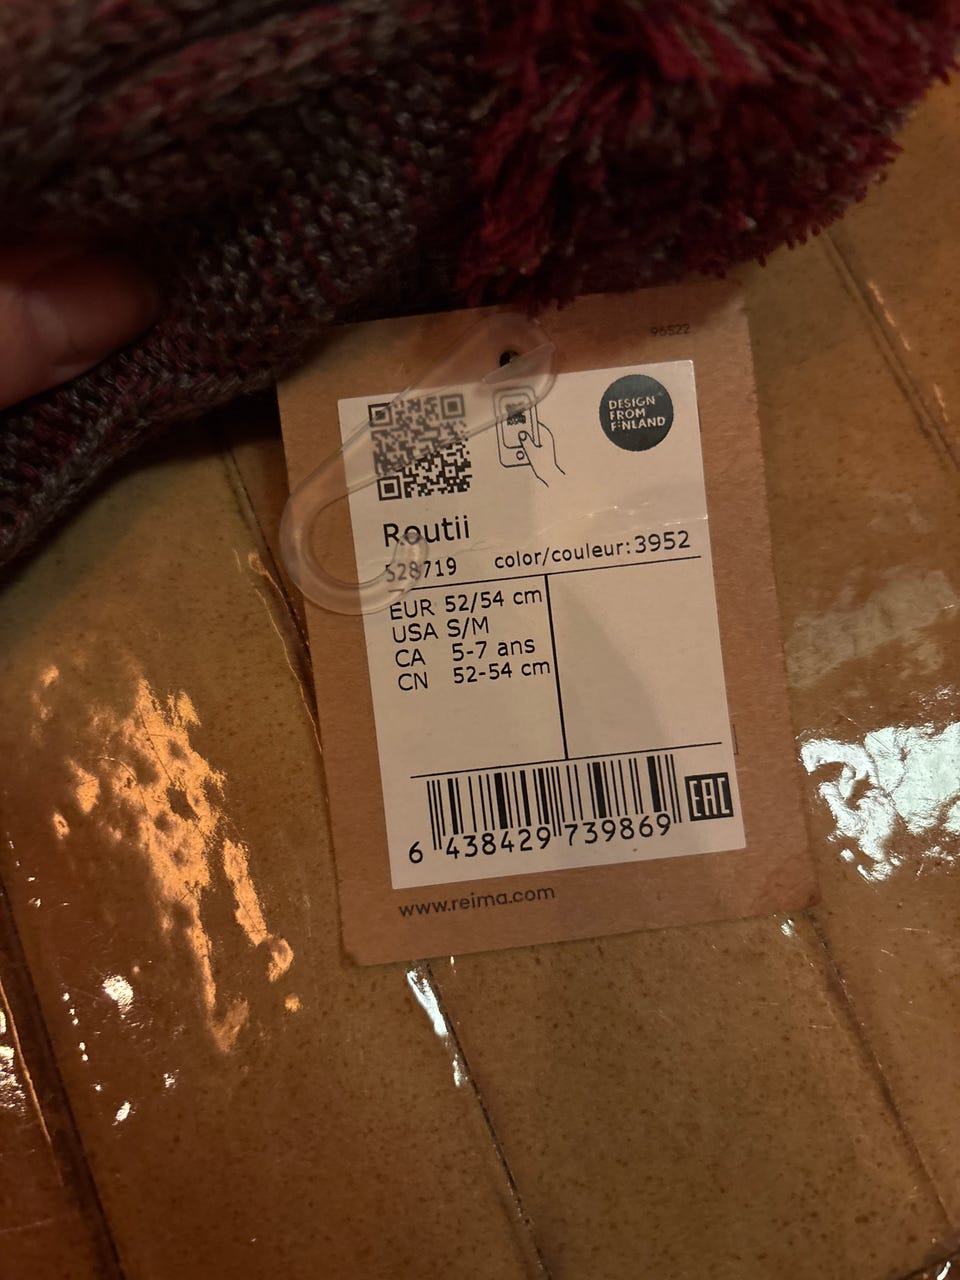 96522
DESIGN
FROM
FINLAND
Routii
528719 color/couleur:3952
EUR 52/54 cm
USA S/M
CA 5-7 ans
CN 52-54 cm
6 438429 739869
EAC
www.reima.com